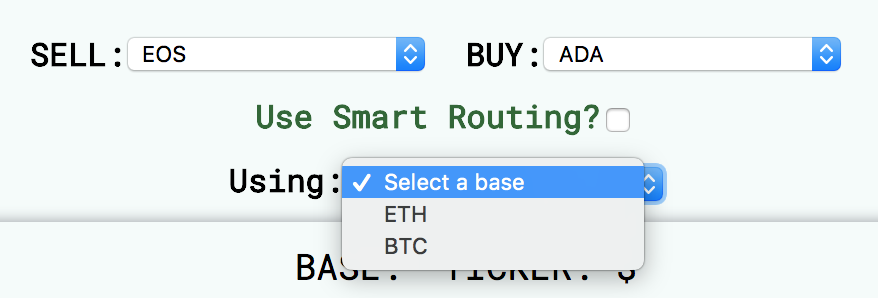 SELL: EOS BUY: ADA
Use Smart Routing?
Using: ✓ Select a base
ETH
BTC
BASE: TICKER: $